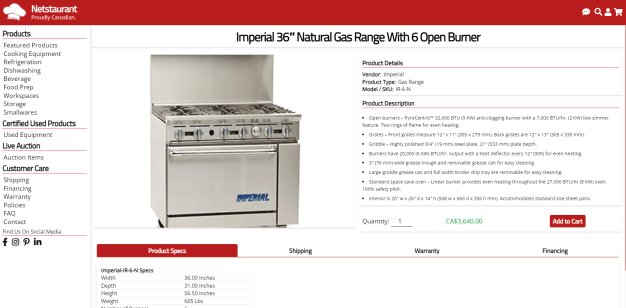 Netstaurant
Proudly Canadian.
Products
Featured Products
Cooking Equipment
Refrigeration
Dishwashing
Beverage
Food Prep
Workspaces
Storage
Smallwares
Certified Used Products
Used Equipment
Live Auction
Auction Items
Customer Care
Shipping
Financing
Warranty
Policies
FAQ
Contact
Find Us On Social Media
Imperial 36" Natural Gas Range With 6 Open Burner
IMPERIAL
Product Details
Vendor: Imperial
Product Type: Gas Range
Model / SKU: IR-6-N
Product Description
Open burners – PyroCentric™ 32,000 BTU (9 KW) anti-clogging burner with a 7,000 BTU/hr. (2 KW) low simmer
feature. Two rings of flame for even heating.
Grates – Front grates measure 12" x 11" (305 x 279 mm). Back grates are 12" x 13" (305 x 330 mm).
Griddle – Highly polished 3/4" (19 mm) steel plate. 21" (533 mm) plate depth.
Burners have 20,000 (6 KW) BTU/hr. output with a heat deflector every 12" (305) for even heating.
3" (76 mm) wide grease trough and removable grease can for easy cleaning.
Large griddle grease can and full width broiler drip tray are removable for easy cleaning.
Standard space save oven – Linear burner provides even heating throughout the 27,000 BTU/hr (8 KW) oven.
100% safety pilot.
Interior is 20" w x 26" d x 14" h (508 w x 660 d x 356 h mm). Accommodates standard size sheet pans.
Quantity: 1 CA$3,640.00 Add to Cart
Product Specs Shipping Warranty Financing
Imperial-IR-6-N Specs
Width 36.00 Inches
Depth 31.00 Inches
Height 56.50 Inches
Weight 605 Lbs